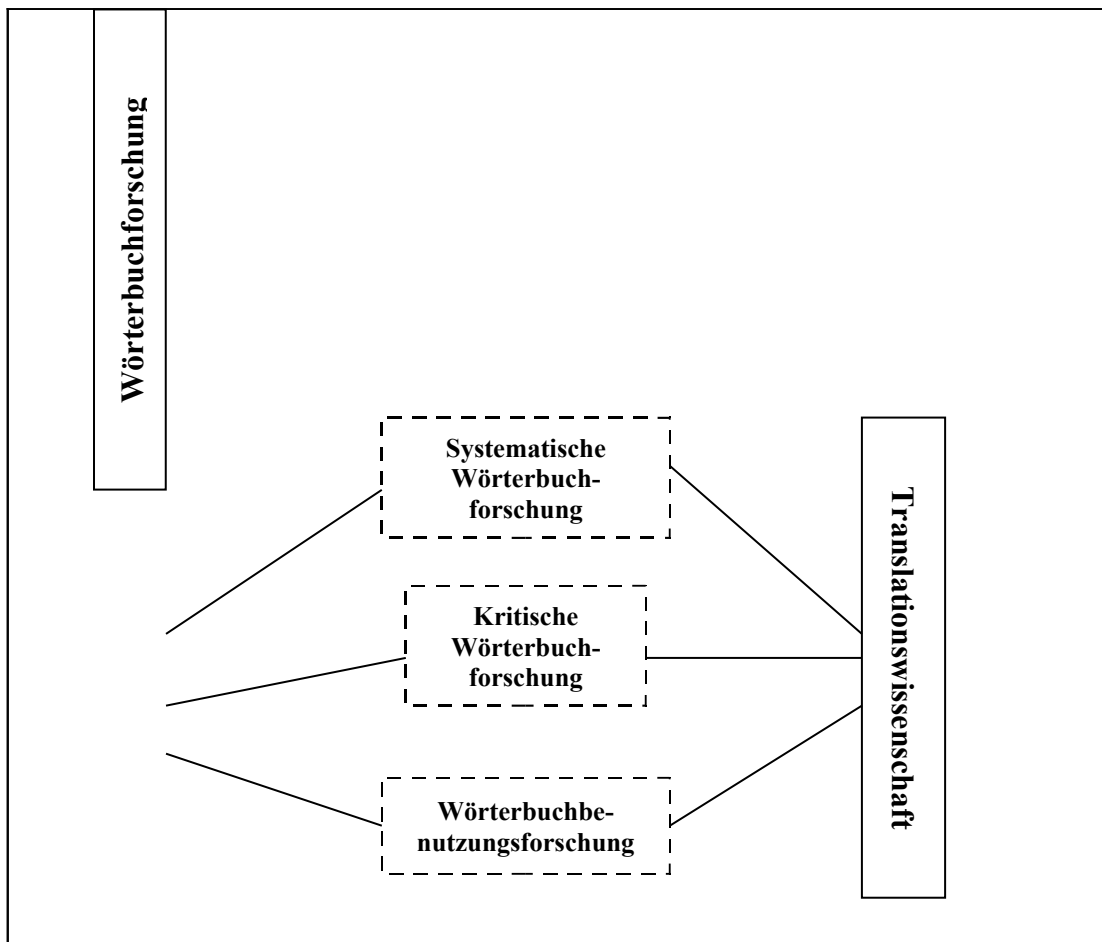 Wörterbuchforschung
Systematische
Wörterbuch-
forschung
Kritische
Wörterbuch-
forschung
Wörterbuchbe-
nutzungsforschung
Translationswissenschaft